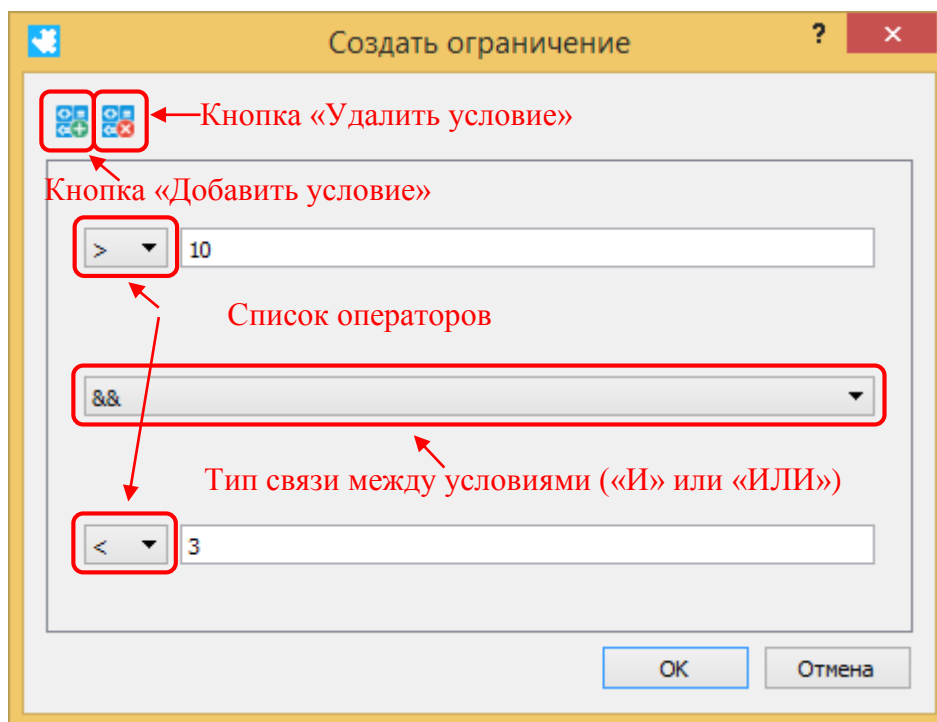 Создать ограничение
?
×
Кнопка «Удалить условие»
Кнопка «Добавить условие»
> 10
Список операторов
&&
Тип связи между условиями («И» или «ИЛИ»)
< 3
OK Отмена